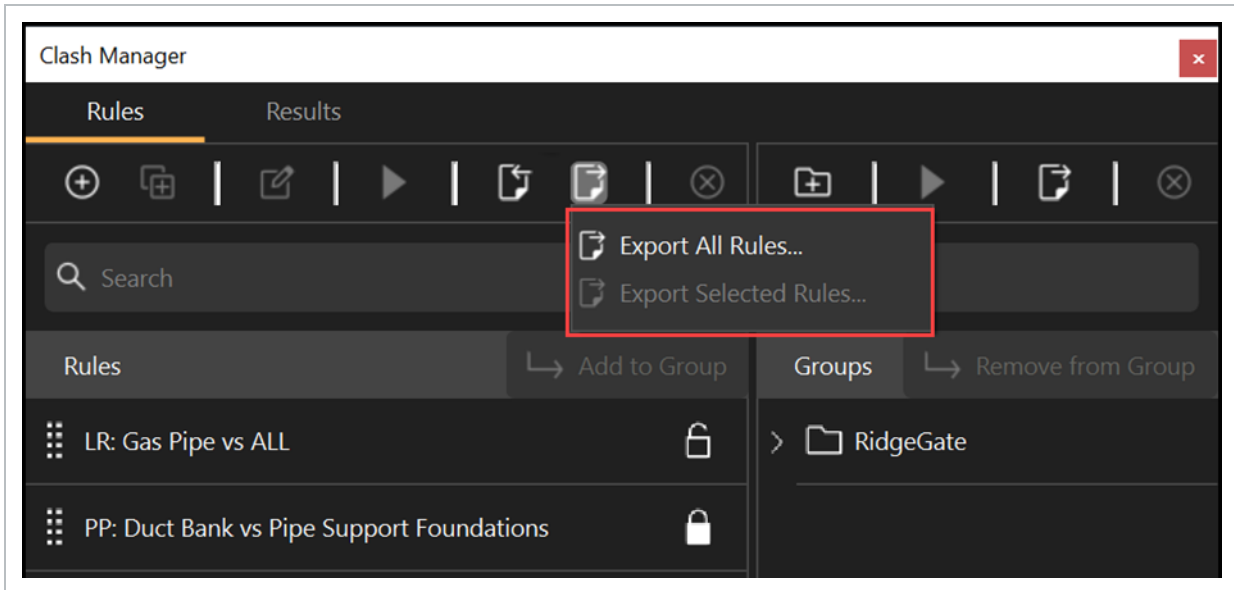 Clash Manager
Rules
Results
Export All Rules...
Export Selected Rules...
Search
Rules
Add to Group
Groups
Remove from Group
LR: Gas Pipe vs ALL
RidgeGate
PP: Duct Bank vs Pipe Support Foundations